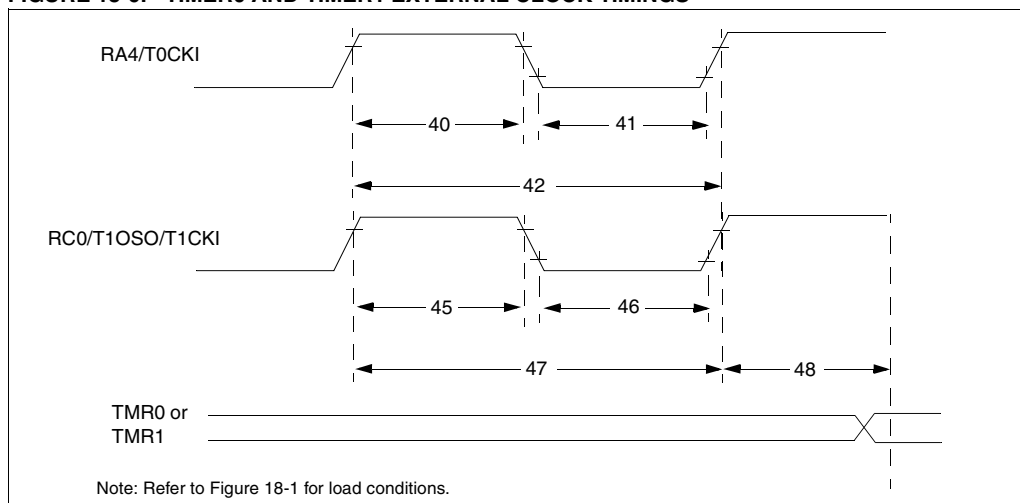 RA4/T0CKI
40
41
42
RC0/T1OSO/T1CKI
45
46
47
48
TMR0 or
TMR1
Note: Refer to Figure 18-1 for load conditions.